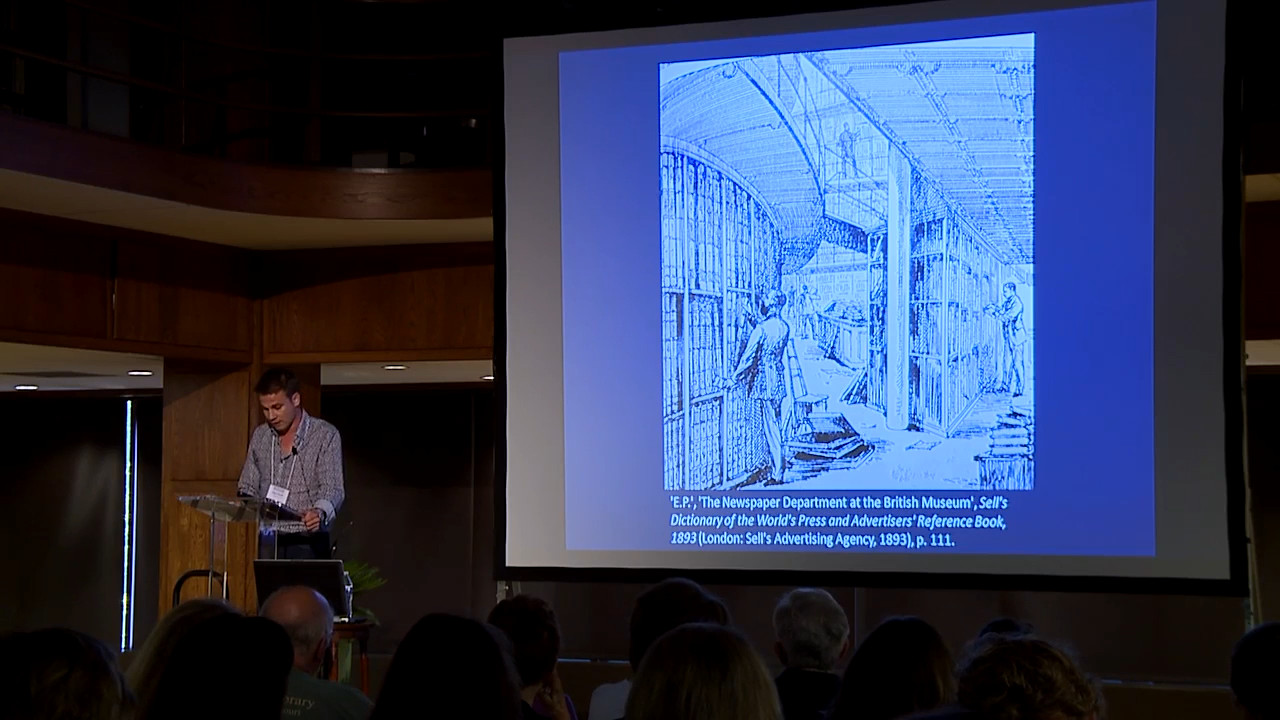 'E.P.', 'The Newspaper Department at the British Museum', Sell's
Dictionary of the World's Press and Advertisers' Reference Book,
1893 (London: Sell's Advertising Agency, 1893), p. 111.